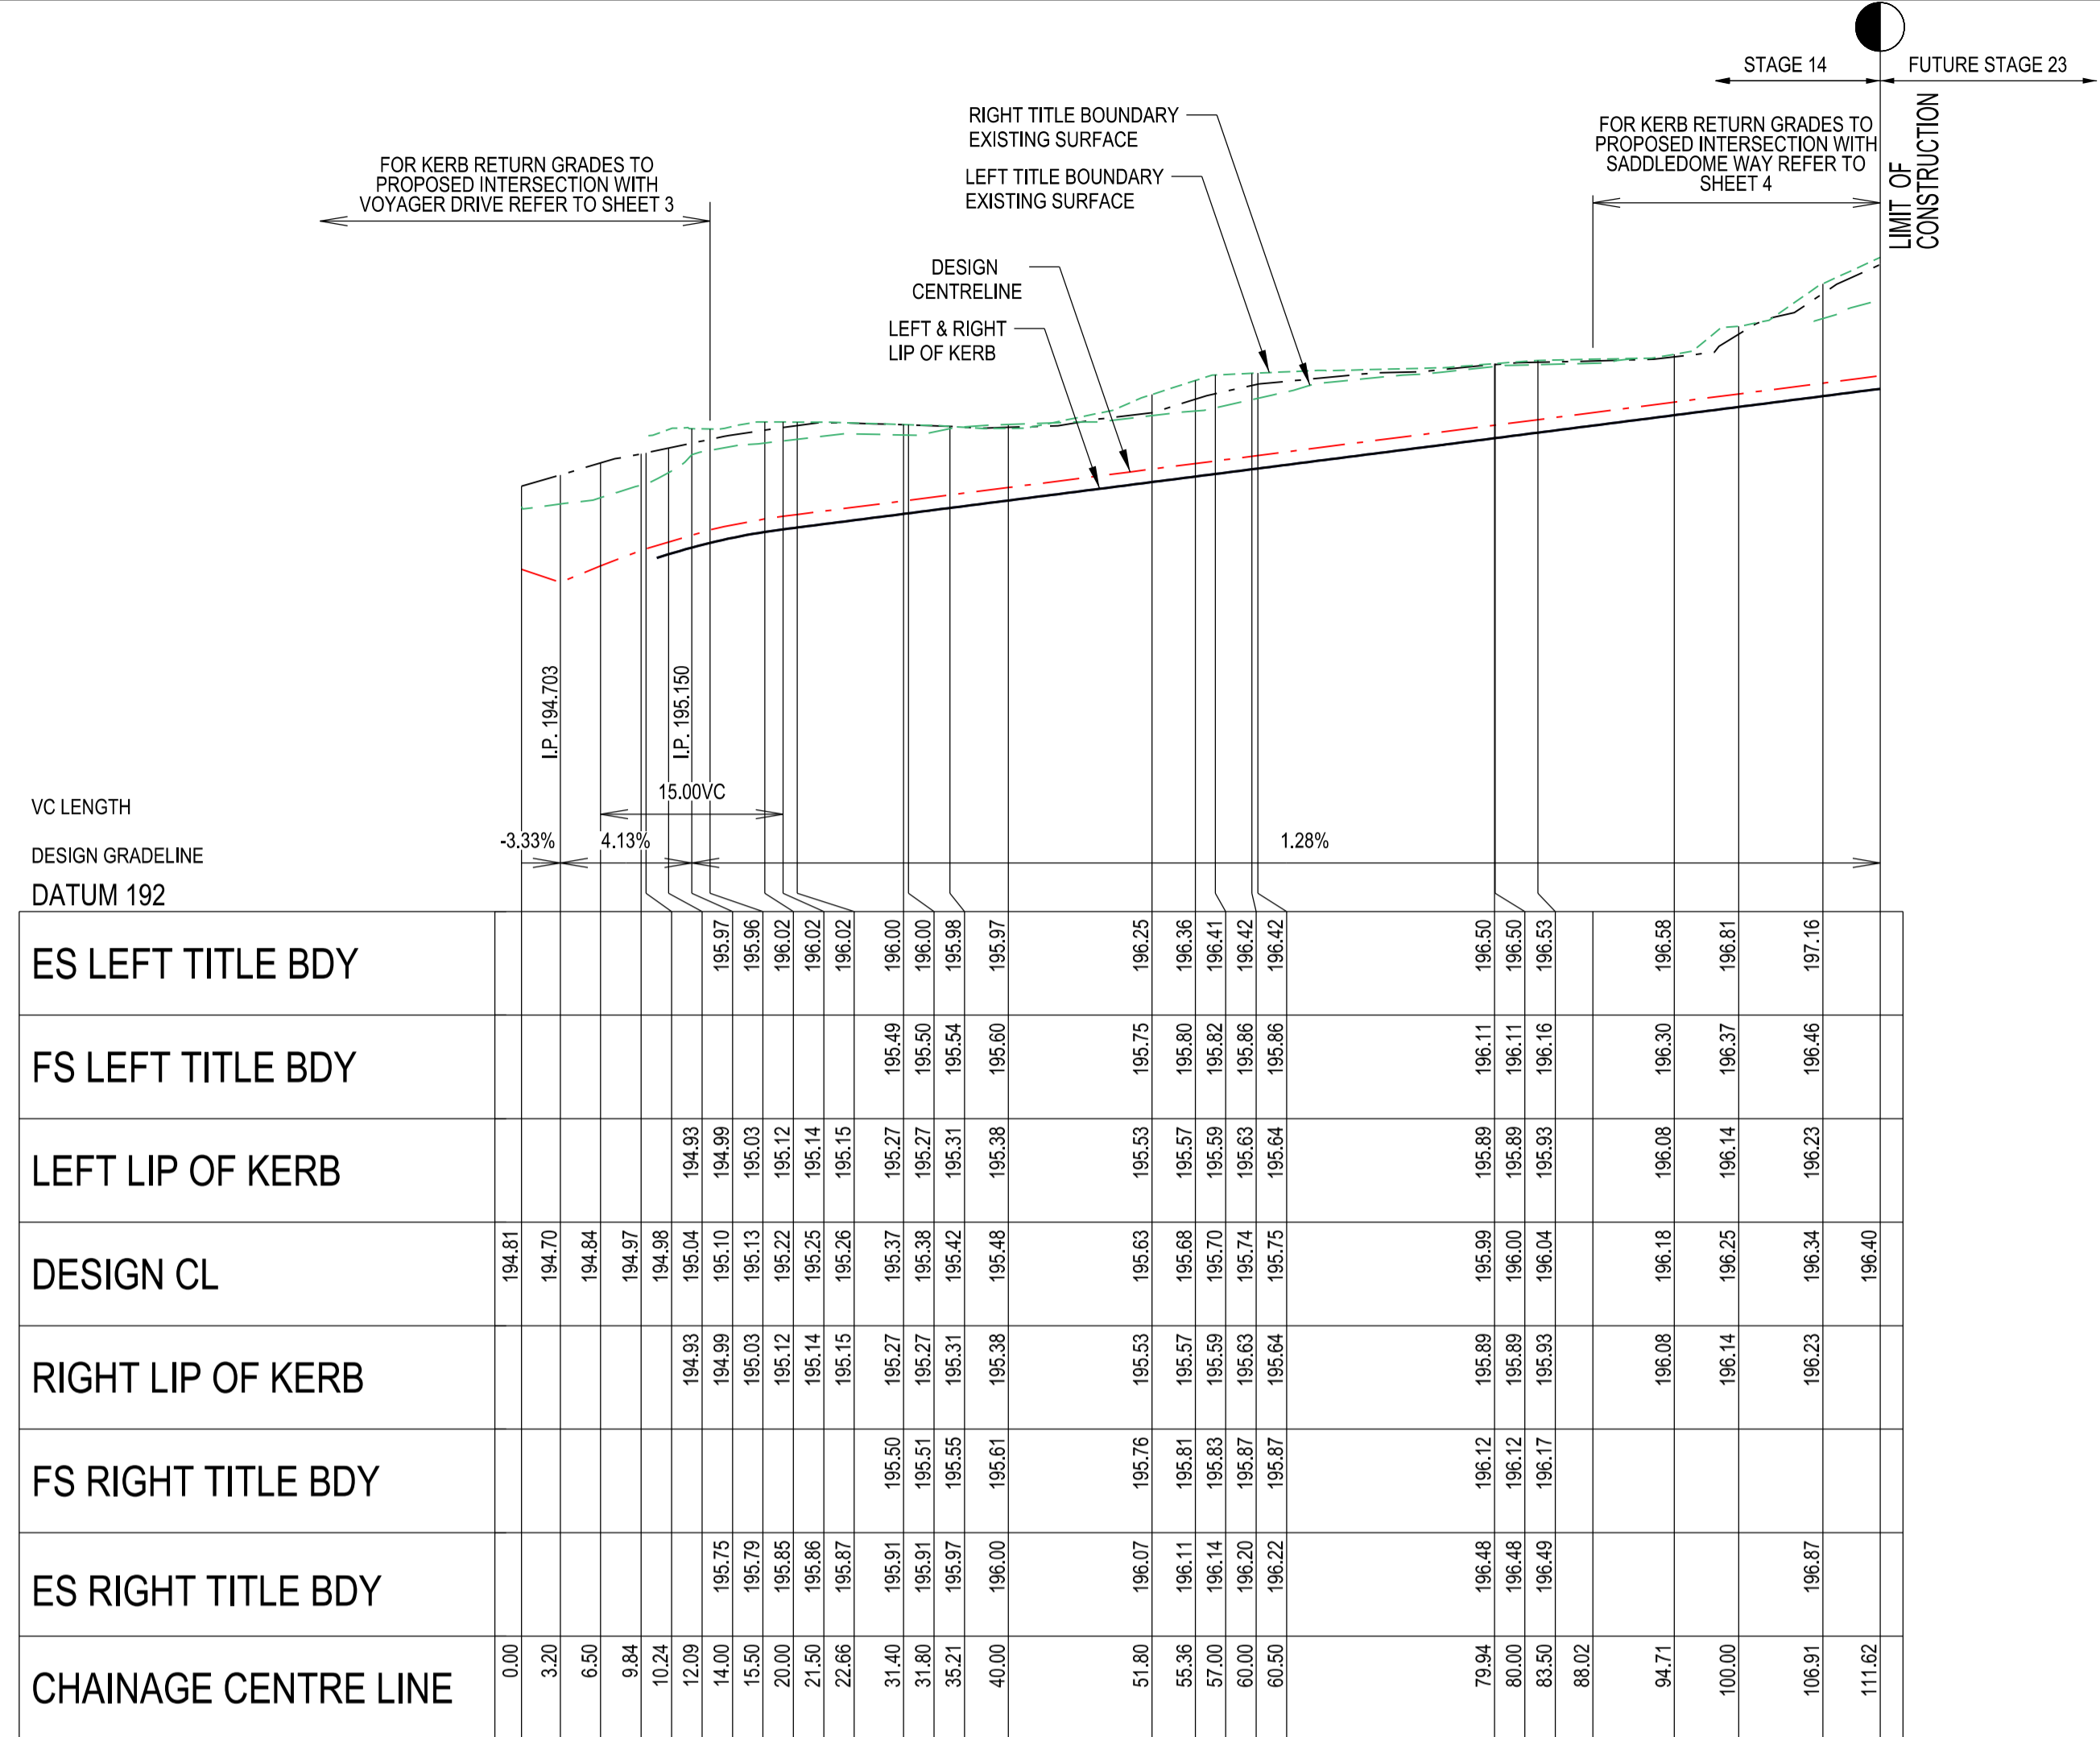 STAGE 14
FUTURE STAGE 23
LIMIT OF
CONSTRUCTION
FOR KERB RETURN GRADES TO
PROPOSED INTERSECTION WITH
VOYAGER DRIVE REFER TO SHEET 3
RIGHT TITLE BOUNDARY
EXISTING SURFACE
LEFT TITLE BOUNDARY
EXISTING SURFACE
DESIGN
CENTRELINE
LEFT & RIGHT
LIP OF KERB
FOR KERB RETURN GRADES TO
PROPOSED INTERSECTION WITH
SADDLEDOME WAY REFER TO
SHEET 4
I.P. 194.703
I.P. 195.150
VC LENGTH
15.00VC
DESIGN GRADELINE
-3.33% 4.13% 1.28%
DATUM 192
ES LEFT TITLE BDY 195.97 195.96 196.02 196.02 196.02 196.00 196.00 195.98 195.97 196.25 196.36 196.41 196.42 196.42 196.50 196.50 196.53 196.58 196.81 197.16
FS LEFT TITLE BDY 195.49 195.50 195.54 195.60 195.75 195.80 195.82 195.86 195.86 196.11 196.11 196.16 196.30 196.37 196.46
LEFT LIP OF KERB 194.93 194.99 195.03 195.12 195.14 195.15 195.27 195.27 195.31 195.38 195.53 195.57 195.59 195.63 195.64 195.89 195.89 195.93 196.08 196.14 196.23
DESIGN CL 194.81 194.70 194.84 194.97 194.98 195.04 195.10 195.13 195.22 195.25 195.26 195.37 195.38 195.42 195.48 195.63 195.68 195.70 195.74 195.75 195.99 196.00 196.04 196.18 196.25 196.34 196.40
RIGHT LIP OF KERB 194.93 194.99 195.03 195.12 195.14 195.15 195.27 195.27 195.31 195.38 195.53 195.57 195.59 195.63 195.64 195.89 195.89 195.93 196.08 196.14 196.23
FS RIGHT TITLE BDY 195.50 195.51 195.55 195.61 195.76 195.81 195.83 195.87 195.87 196.12 196.12 196.17
ES RIGHT TITLE BDY 195.75 195.79 195.85 195.86 195.87 195.91 195.91 195.97 196.00 196.07 196.11 196.14 196.20 196.22 196.48 196.48 196.49 196.87
CHAINAGE CENTRE LINE 0.00 3.20 6.50 9.84 10.24 12.09 14.00 15.50 20.00 21.50 22.66 31.40 31.80 35.21 40.00 51.80 55.36 57.00 60.00 60.50 79.94 80.00 83.50 88.02 94.71 100.00 106.91 111.62